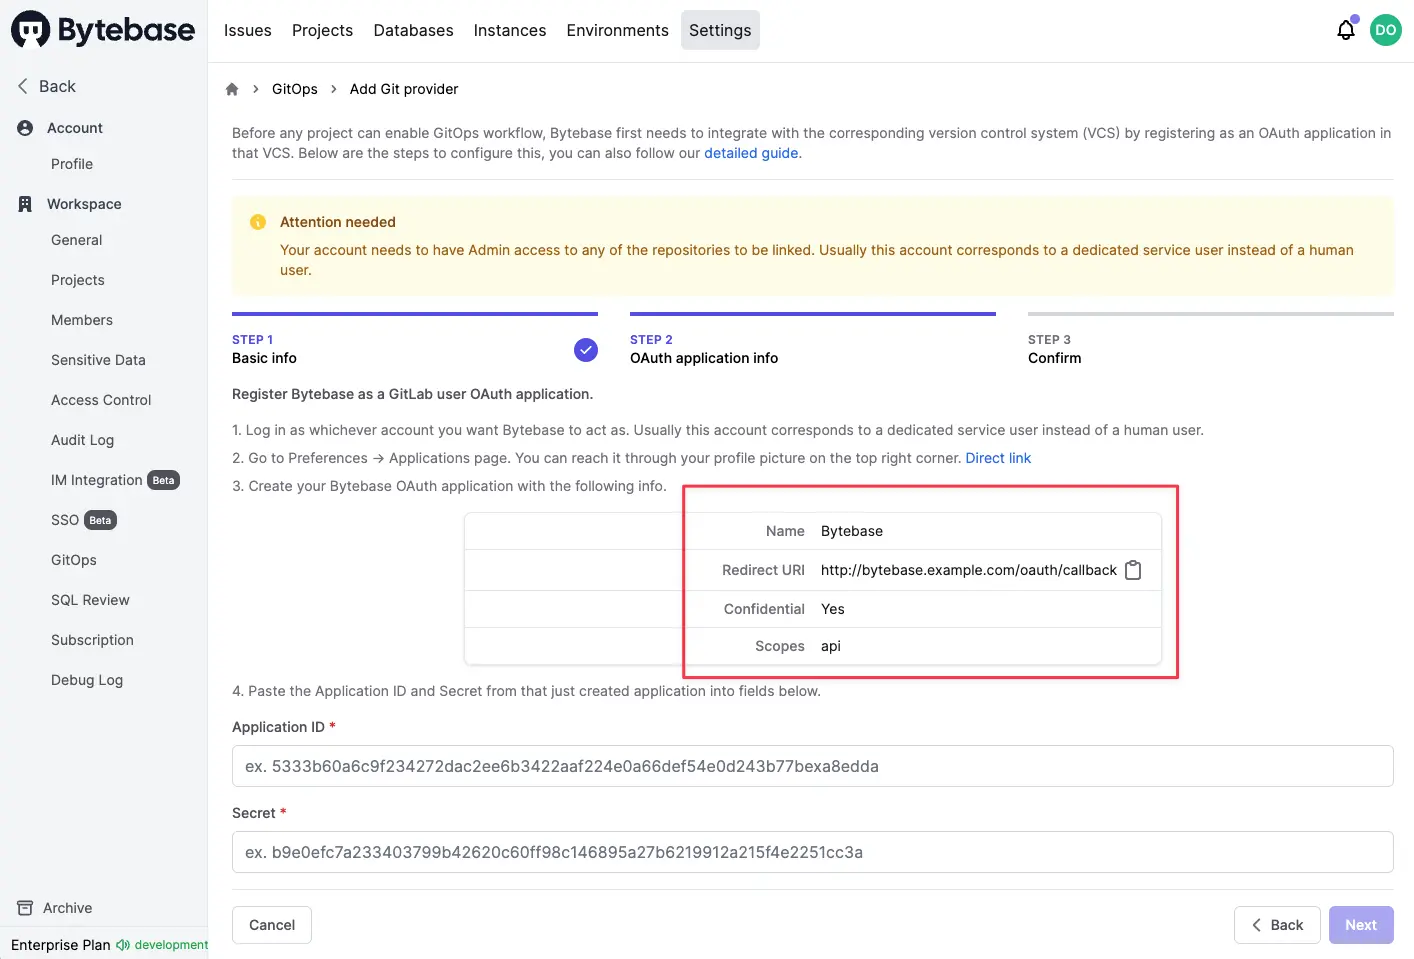 Bytebase
Issues
Projects
Databases
Instances
Environments
Settings
DO
Back
Account
Profile
Workspace
General
Projects
Members
Sensitive Data
Access Control
Audit Log
IM Integration Beta
SSO Beta
GitOps
SQL Review
Subscription
Debug Log
Archive
Enterprise Plan development
GitOps > Add Git provider
Before any project can enable GitOps workflow, Bytebase first needs to integrate with the corresponding version control system (VCS) by registering as an OAuth application in
that VCS. Below are the steps to configure this, you can also follow our detailed guide.
Attention needed
Your account needs to have Admin access to any of the repositories to be linked. Usually this account corresponds to a dedicated service user instead of a human
user.
STEP 1
Basic info
STEP 2
OAuth application info
STEP 3
Confirm
Register Bytebase as a GitLab user OAuth application.
1. Log in as whichever account you want Bytebase to act as. Usually this account corresponds to a dedicated service user instead of a human user.
2. Go to Preferences → Applications page. You can reach it through your profile picture on the top right corner. Direct link
3. Create your Bytebase OAuth application with the following info.
Name Bytebase
Redirect URI http://bytebase.example.com/oauth/callback
Confidential Yes
Scopes api
4. Paste the Application ID and Secret from that just created application into fields below.
Application ID *
ex. 5333b60a6c9f234272dac2ee6b3422aaf224e0a66def54e0d243b77bexa8edda
Secret *
ex. b9e0efc7a233403799b42620c60ff98c146895a27b6219912a215f4e2251cc3a
Cancel
Back
Next